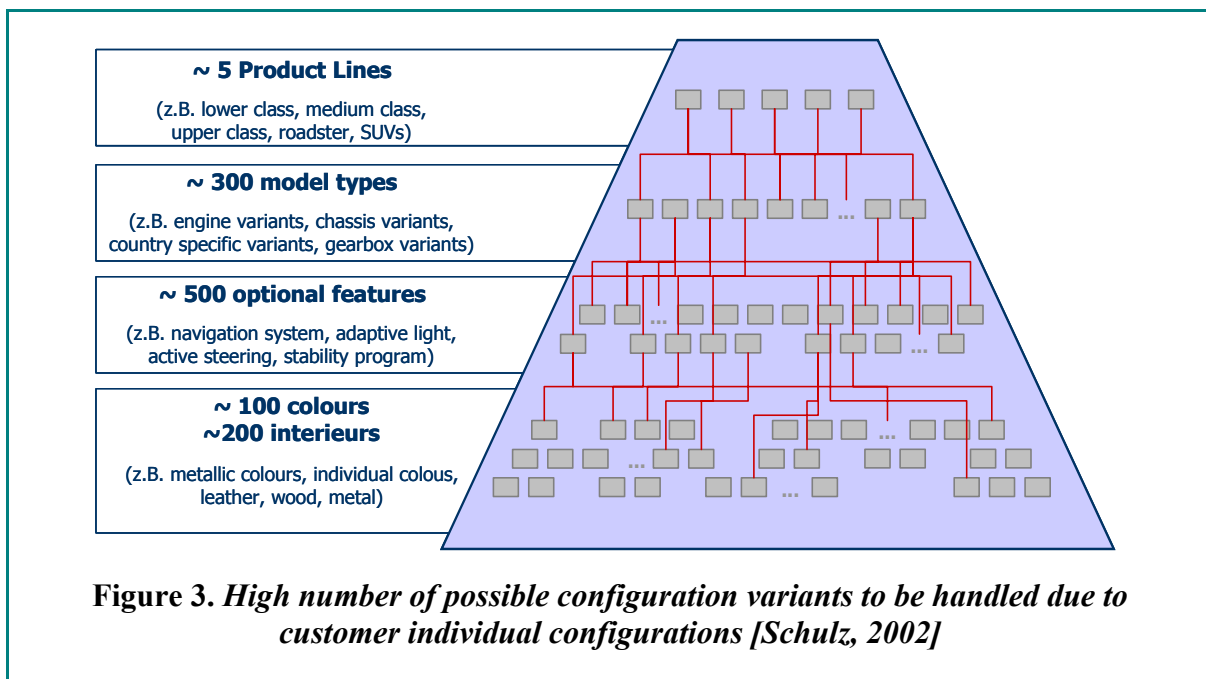 ~ 5 Product Lines
(z.B. lower class, medium class,
upper class, roadster, SUVs)
~ 300 model types
(z.B. engine variants, chassis variants,
country specific variants, gearbox variants)
~ 500 optional features
(z.B. navigation system, adaptive light,
active steering, stability program)
~ 100 colours
~200 interieurs
(z.B. metallic colours, individual colous,
leather, wood, metal)
...
...
...
...
...
...
Figure 3. High number of possible configuration variants to be handled due to
customer individual configurations [Schulz, 2002]